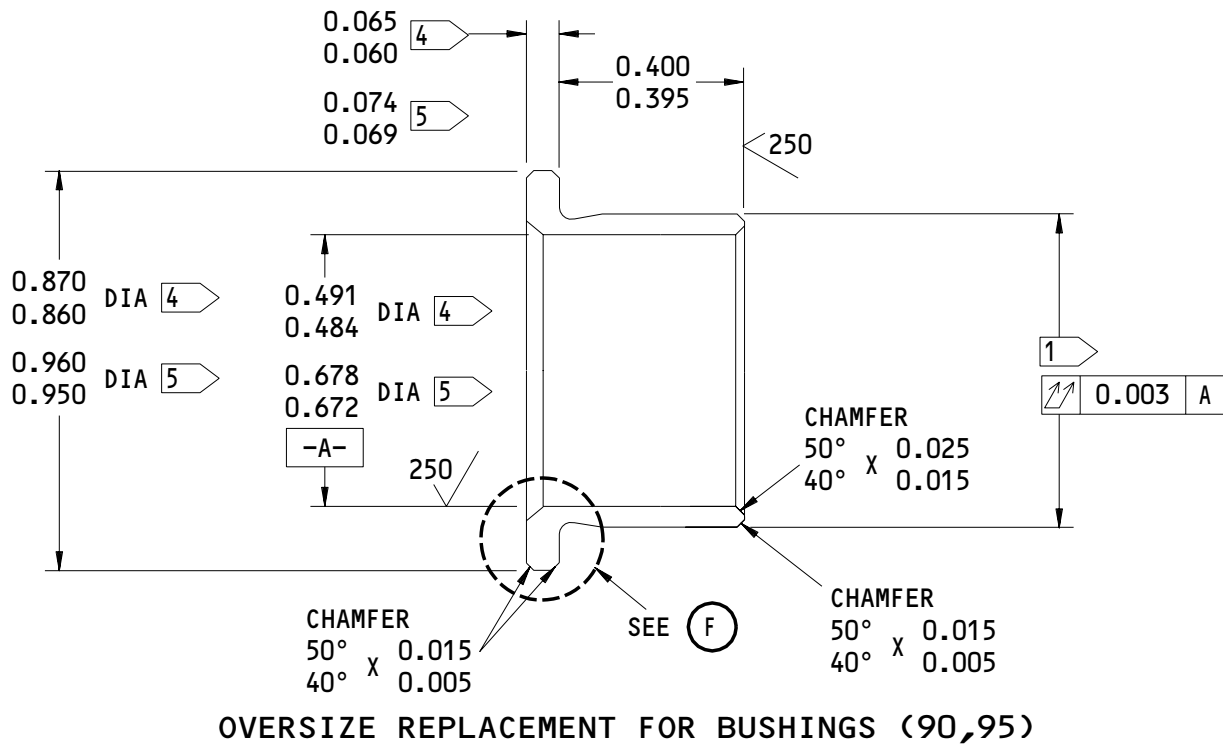 0.065
0.060
4
0.074
0.069
5
0.400
0.395
250
0.870
0.860
DIA 4
0.960
0.950
DIA 5
0.491
0.484
DIA 4
0.678
0.672
DIA 5
-A-
250
1
0.003 A
CHAMFER
50° X 0.025
40° 0.015
CHAMFER
50° X 0.015
40° 0.005
SEE F
CHAMFER
50° X 0.015
40° 0.005
OVERSIZE REPLACEMENT FOR BUSHINGS (90,95)